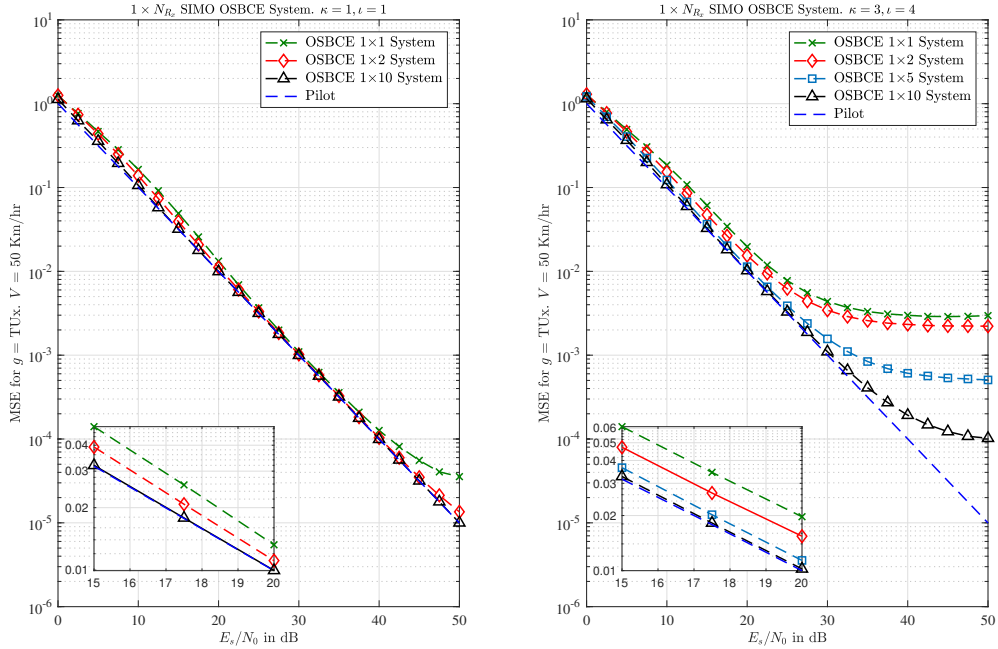 1 × N_{R_x} SIMO OSBCE System. κ = 1, ι = 1
OSBCE 1×1 System
OSBCE 1×2 System
OSBCE 1×10 System
Pilot
MSE for g = TUx. V = 50 Km/hr
10^1
10^0
10^-1
10^-2
10^-3
10^-4
10^-5
10^-6
0.04
0.03
0.02
0.01
15 16 17 18 19 20
0 10 20 30 40 50
E_s/N_0 in dB
1 × N_{R_x} SIMO OSBCE System. κ = 3, ι = 4
OSBCE 1×1 System
OSBCE 1×2 System
OSBCE 1×5 System
OSBCE 1×10 System
Pilot
MSE for g = TUx. V = 50 Km/hr
10^1
10^0
10^-1
10^-2
10^-3
10^-4
10^-5
10^-6
0.06
0.05
0.04
0.03
0.02
0.01
15 16 17 18 19 20
0 10 20 30 40 50
E_s/N_0 in dB